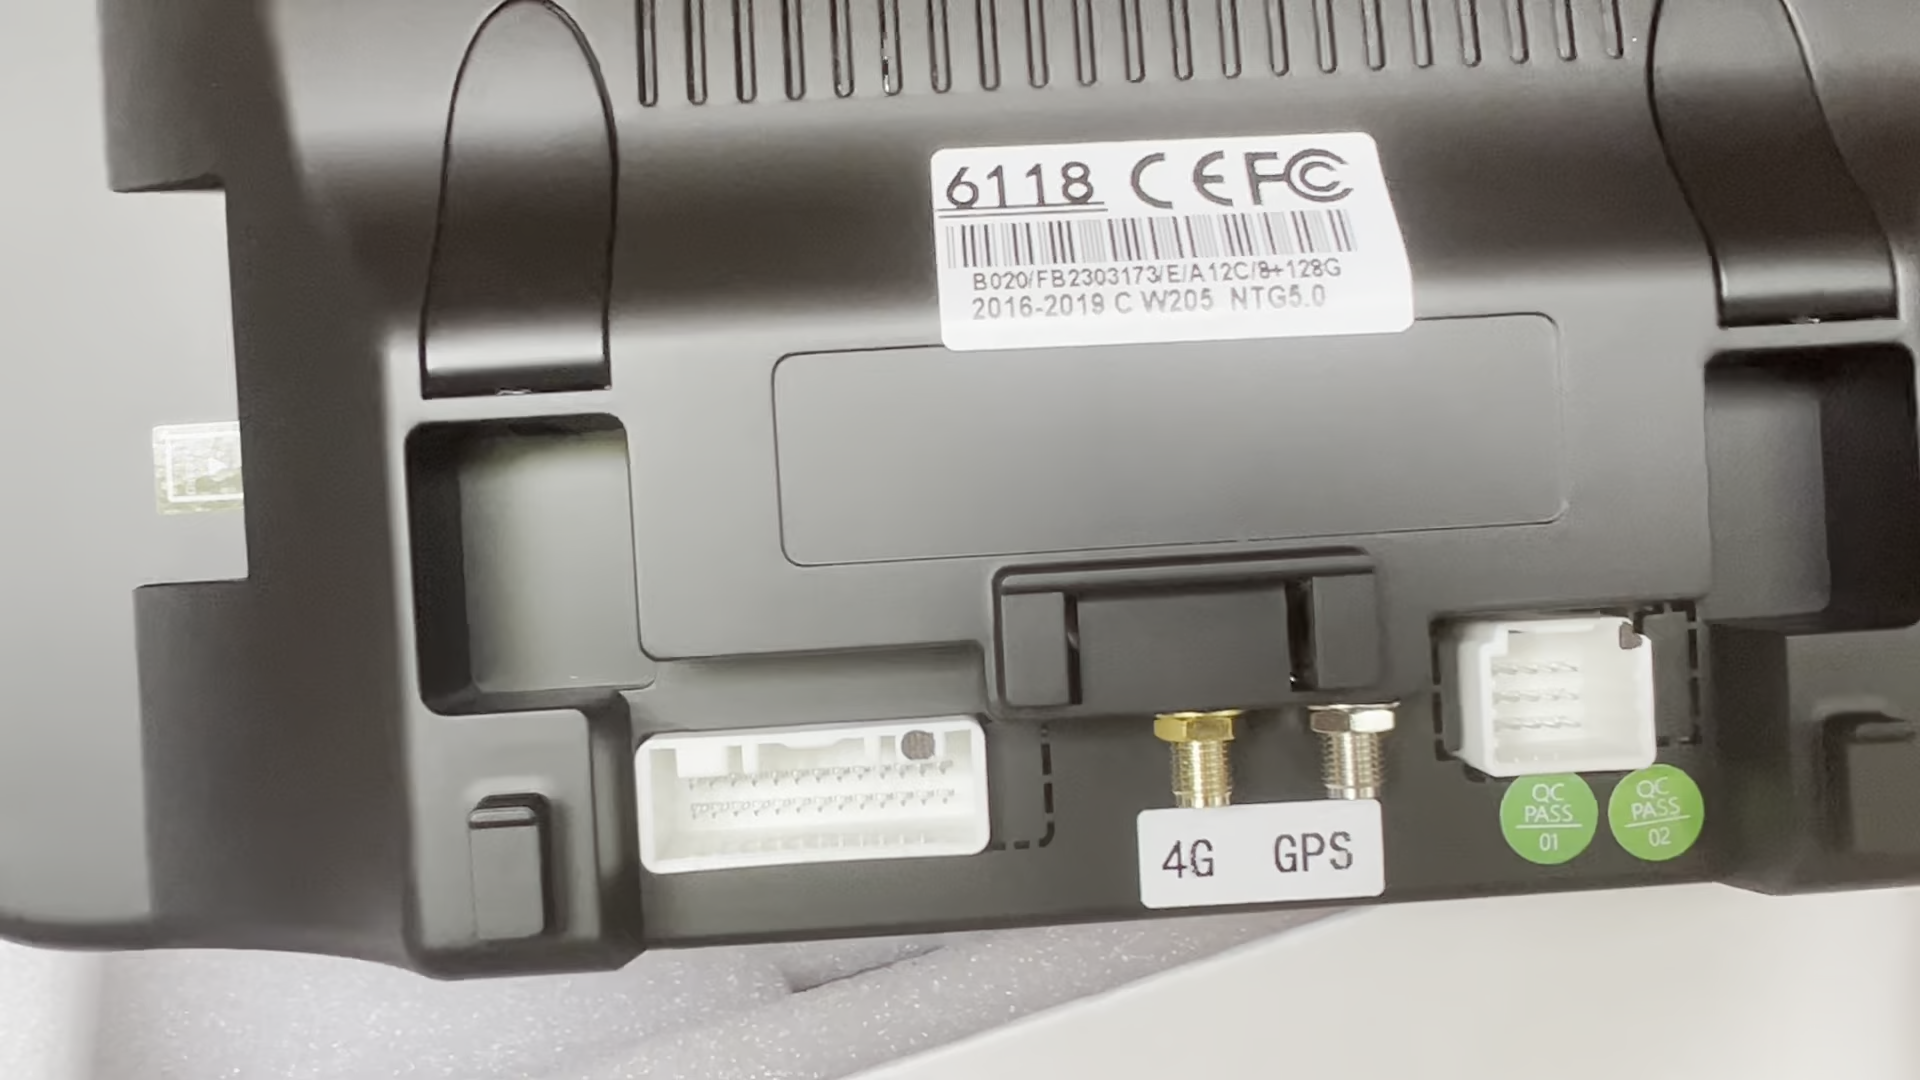 6118 CE FC
B020/FB2303173/E/A12C/8+128G
2016-2019 C W205 NTG5.0
4G GPS
QC PASS 01
QC PASS 02